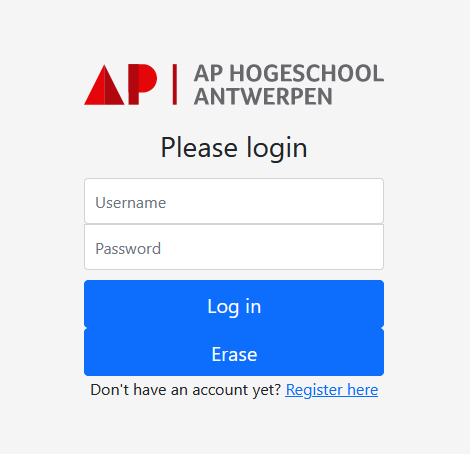 AP | AP HOGESCHOOL
ANTWERPEN
Please login
Username
Password
Log in
Erase
Don't have an account yet? Register here